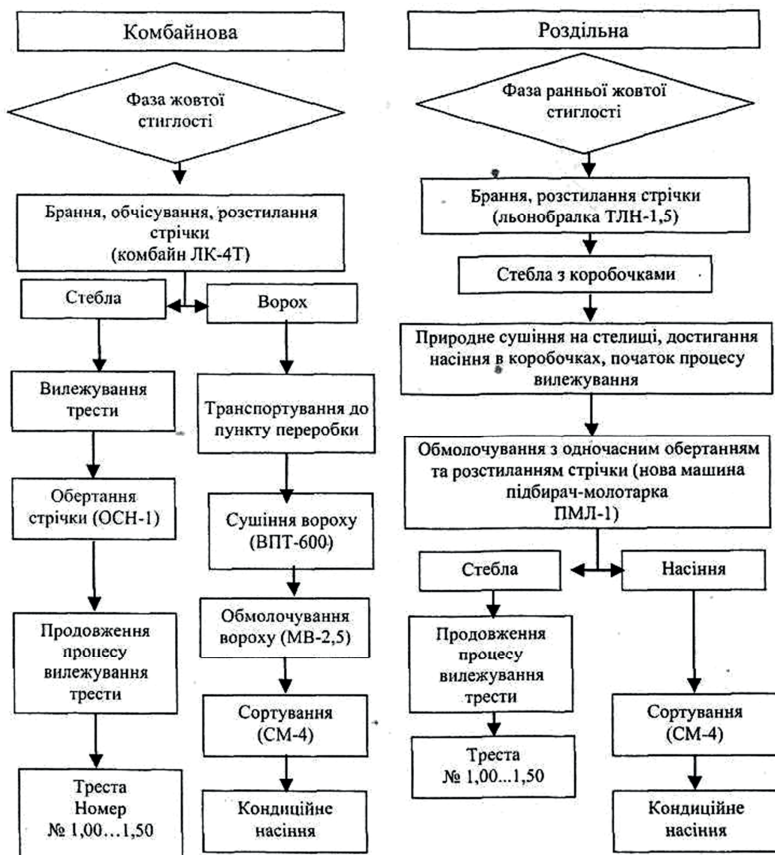 Комбайнова
Фаза жовтої
стиглості
Брання, обчісування, розстилання
стрічки
(комбайн ЛК-4Т)
Стебла
Ворох
Вилежування
трести
Транспортування до
пункту переробки
Обертання
стрічки (ОСН-1)
Сушіння вороху
(ВПТ-600)
Обмолочування
вороху (МВ-2,5)
Продовження
процесу
вилежування
трести
Сортування
(СМ-4)
Треста
Номер
№ 1,00...1,50
Кондиційне
насіння
Роздільна
Фаза ранньої жовтої
стиглості
Брання, розстилання стрічки
(льонобралка ТЛН-1,5)
Стебла з коробочками
Природне сушіння на стелищі, достигання
насіння в коробочках, початок процесу
вилежування
Обмолочування з одночасним обертанням
та розстиланням стрічки (нова машина
підбирач-молотарка
ПМЛ-1)
Стебла
Насіння
Продовження
процесу
вилежування
трести
Сортування
(СМ-4)
Треста
№ 1,00...1,50
Кондиційне
насіння